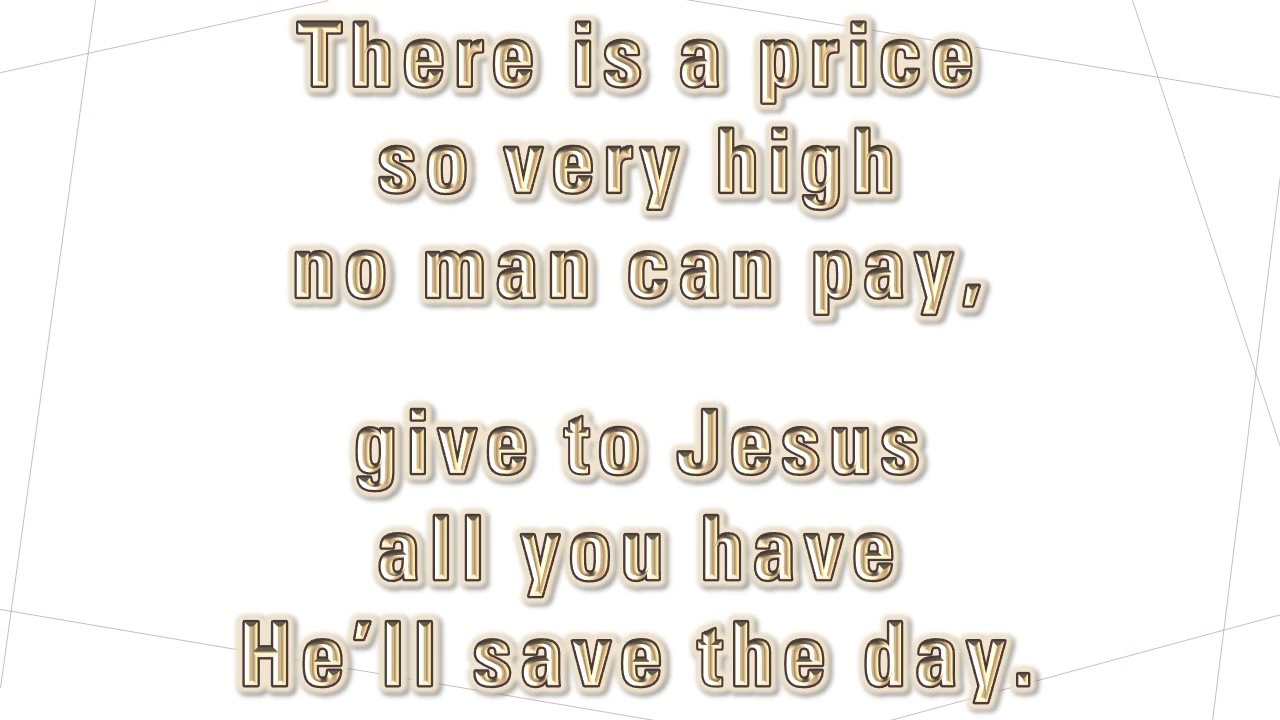 There is a price
so very high
no man can pay,
give to Jesus
all you have
He’ll save the day.